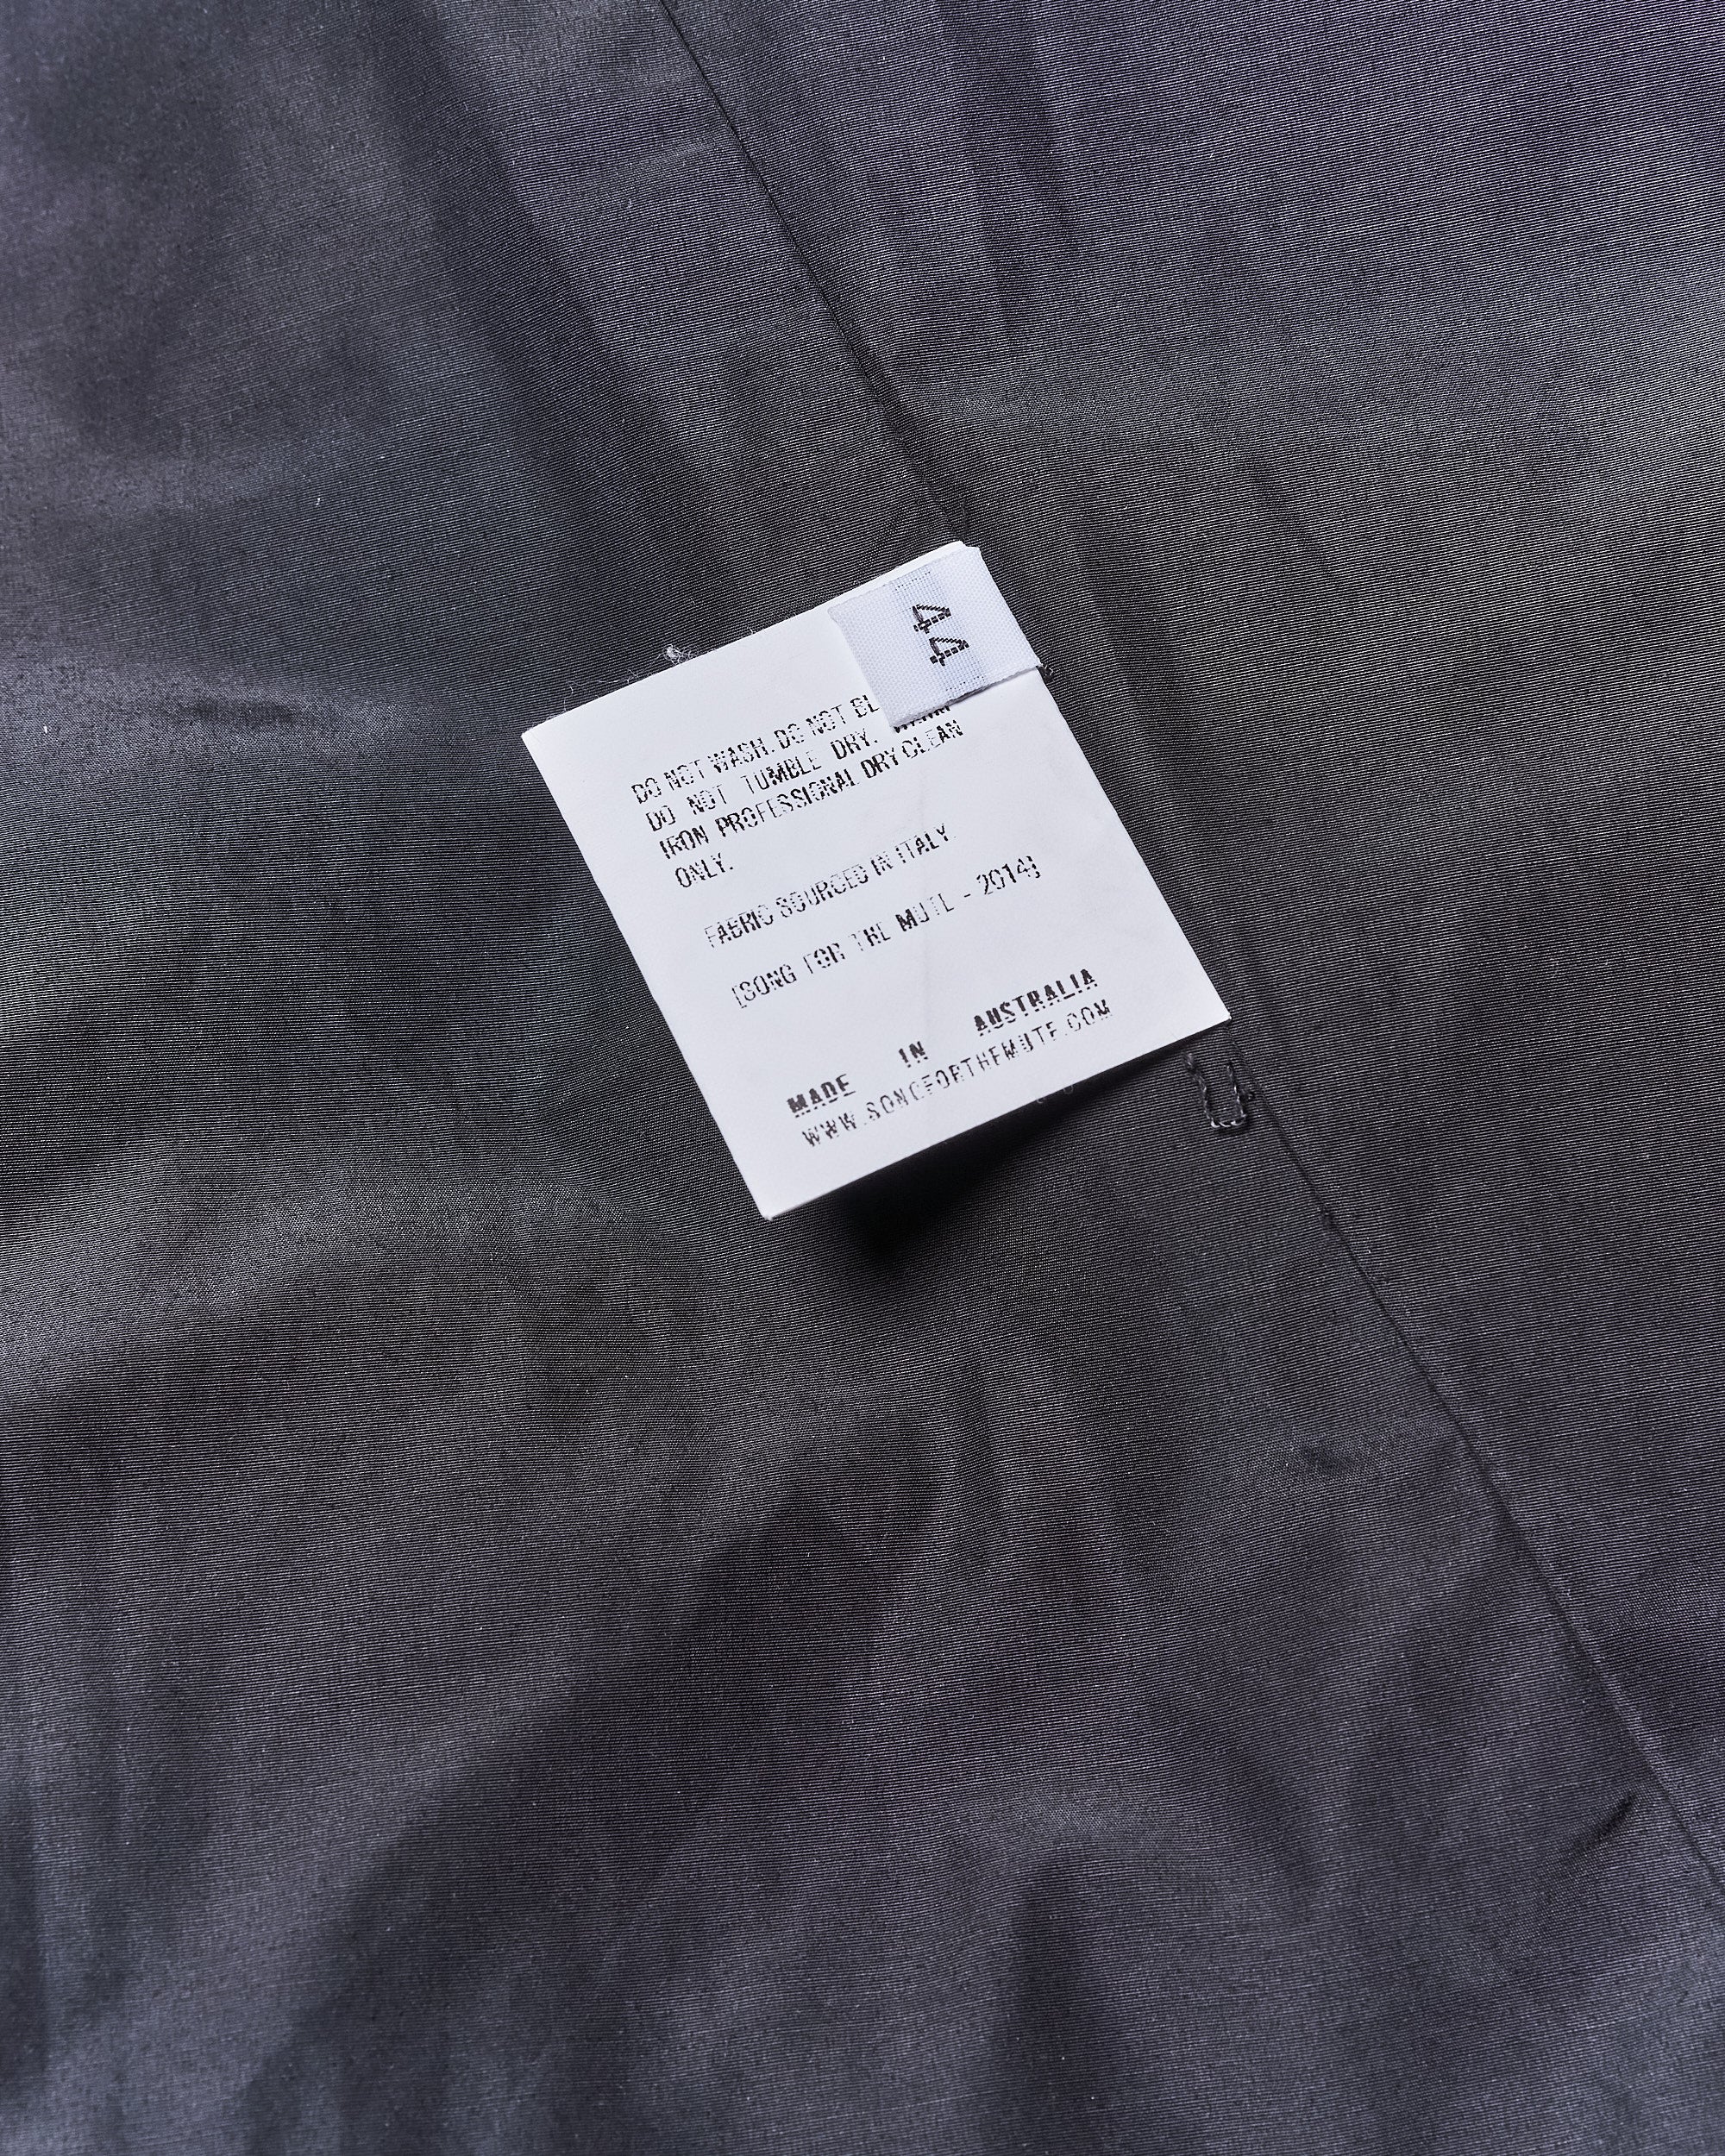 44
DO NOT WASH. DO NOT BL
DO NOT TUMBLE DRY. WARM
IRON PROFESSIONAL DRY CLEAN
ONLY.
FABRIC SOURCED IN ITALY.
[SONG FOR THE MUTE - 2014]
MADE IN AUSTRALIA
WWW.SONGFORTHEMUTE.COM